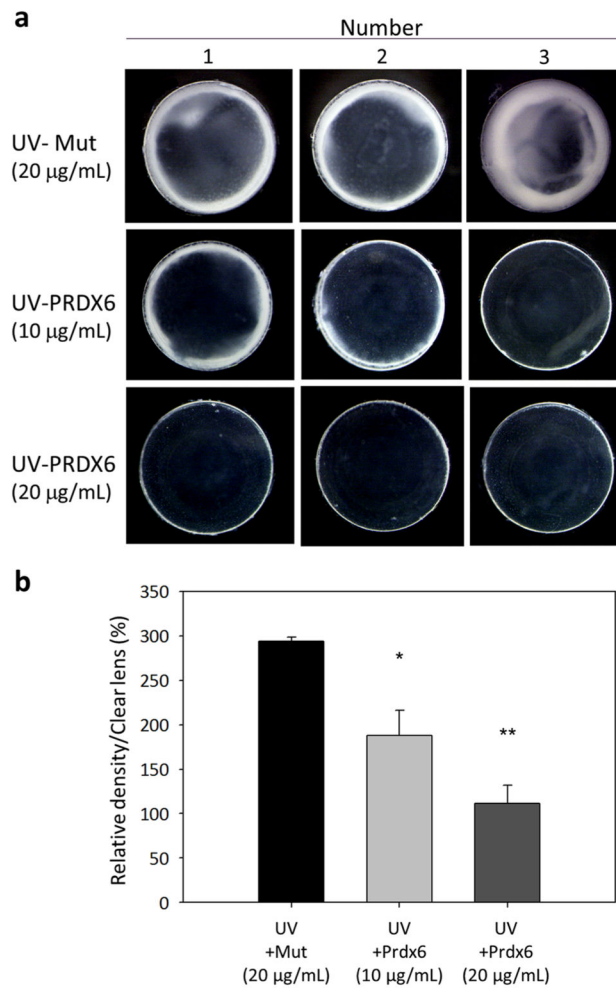 a
Number
1 2 3
UV- Mut
(20 µg/mL)
UV-PRDX6
(10 µg/mL)
UV-PRDX6
(20 µg/mL)
b
Relative density/Clear lens (%)
350
300
250
200
150
100
50
0
*
**
UV UV UV
+Mut +Prdx6 +Prdx6
(20 µg/mL) (10 µg/mL) (20 µg/mL)